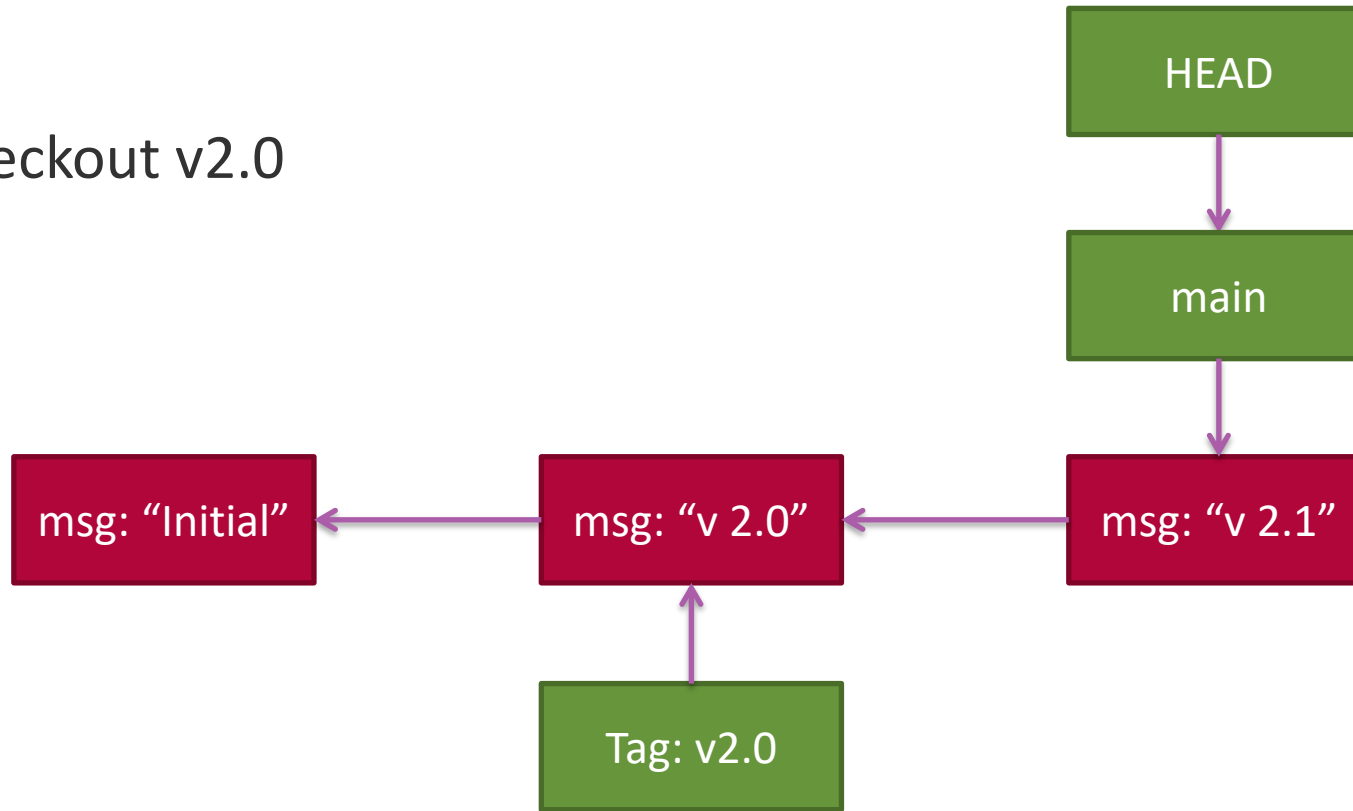 eckout v2.0
HEAD
main
msg: “Initial”
msg: “v 2.0”
msg: “v 2.1”
Tag: v2.0